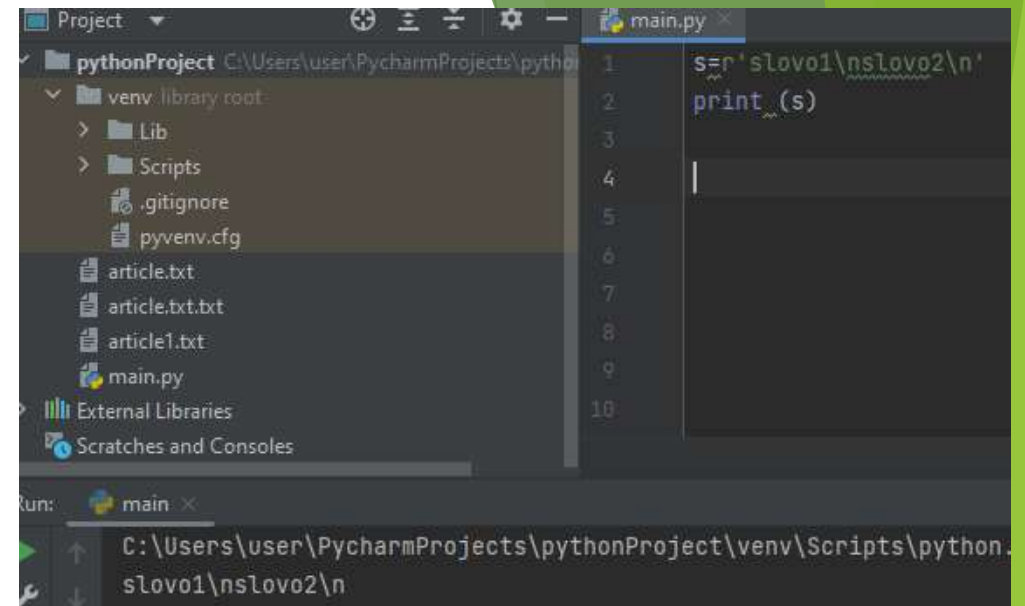 Project
main.py
pythonProject C:\Users\user\PycharmProjects\pytho
venv library root
Lib
Scripts
.gitignore
pyvenv.cfg
article.txt
article.txt.txt
article1.txt
main.py
External Libraries
Scratches and Consoles
1 s=r'slovo1\nslovo2\n'
2 print (s)
3
4
5
6
7
8
9
10
Run: main
C:\Users\user\PycharmProjects\pythonProject\venv\Scripts\python.
slovo1\nslovo2\n